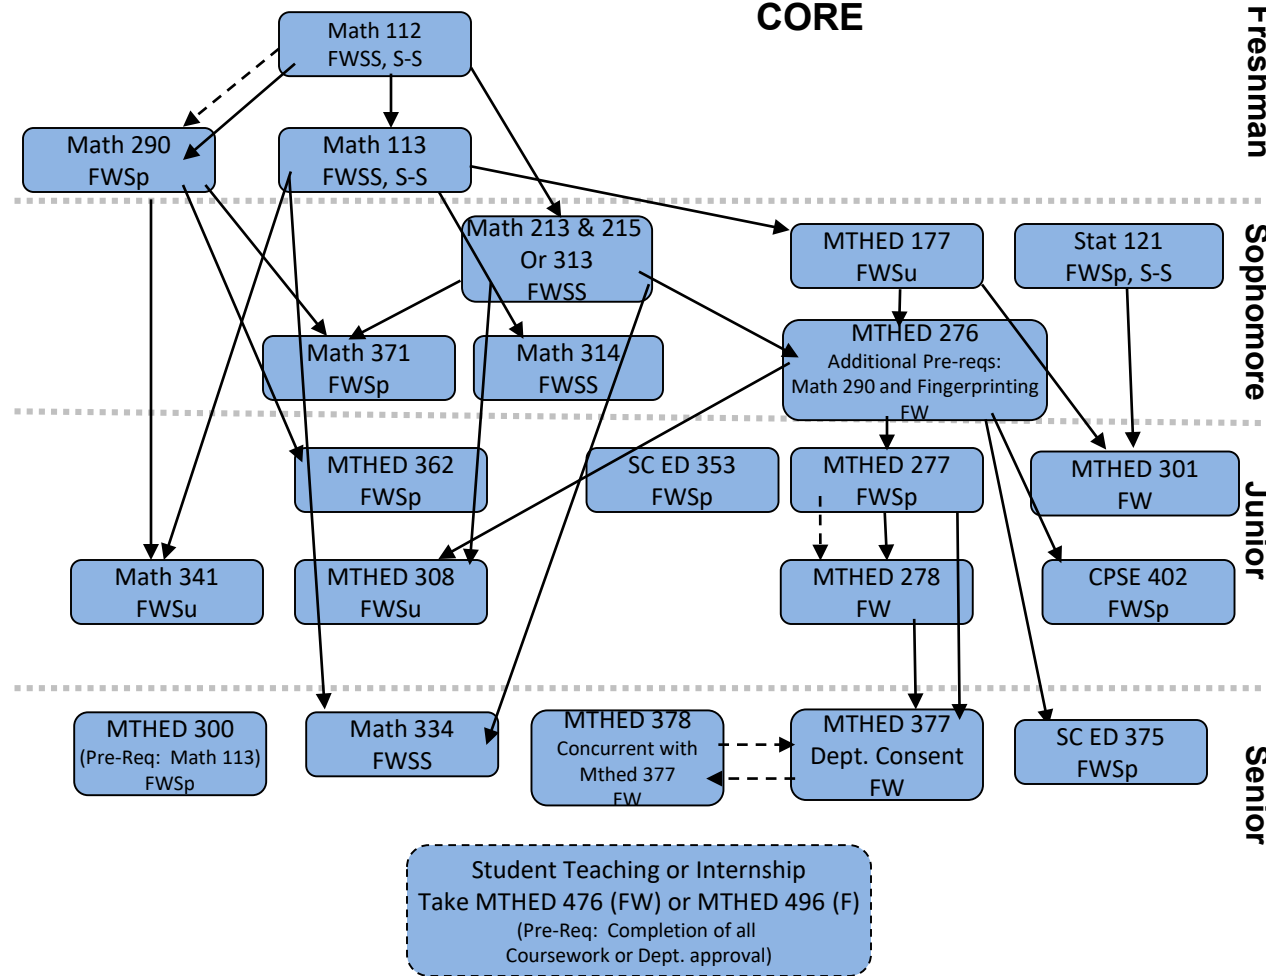 CORE
Freshman
Math 112
FWSS, S-S
Math 290
FWSp
Math 113
FWSS, S-S
Sophomore
Math 213 & 215
Or 313
FWSS
MTHED 177
FWSu
Stat 121
FWSp, S-S
Math 371
FWSp
Math 314
FWSS
MTHED 276
Additional Pre-reqs:
Math 290 and Fingerprinting
FW
Junior
MTHED 362
FWSp
SC ED 353
FWSp
MTHED 277
FWSp
MTHED 301
FW
Math 341
FWSu
MTHED 308
FWSu
MTHED 278
FW
CPSE 402
FWSp
Senior
MTHED 300
(Pre-Req:  Math 113)
FWSp
Math 334
FWSS
MTHED 378
Concurrent with
Mthed 377
FW
MTHED 377
Dept. Consent
FW
SC ED 375
FWSp
Student Teaching or Internship
Take MTHED 476 (FW) or MTHED 496 (F)
(Pre-Req:  Completion of all
Coursework or Dept. approval)